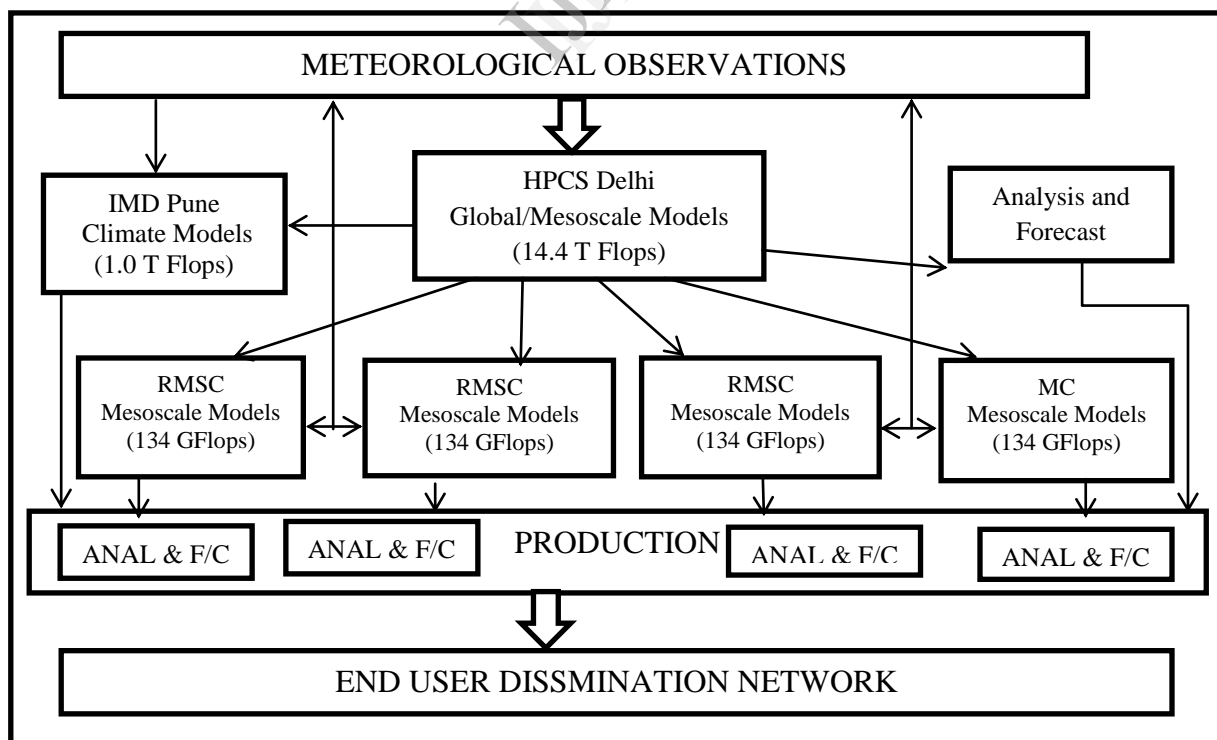 METEOROLOGICAL OBSERVATIONS
IMD Pune
Climate Models
(1.0 T Flops)
HPCS Delhi
Global/Mesoscale Models
(14.4 T Flops)
Analysis and
Forecast
RMSC
Mesoscale Models
(134 GFlops)
RMSC
Mesoscale Models
(134 GFlops)
RMSC
Mesoscale Models
(134 GFlops)
MC
Mesoscale Models
(134 GFlops)
PRODUCTION
ANAL & F/C
ANAL & F/C
ANAL & F/C
ANAL & F/C
END USER DISSMINATION NETWORK